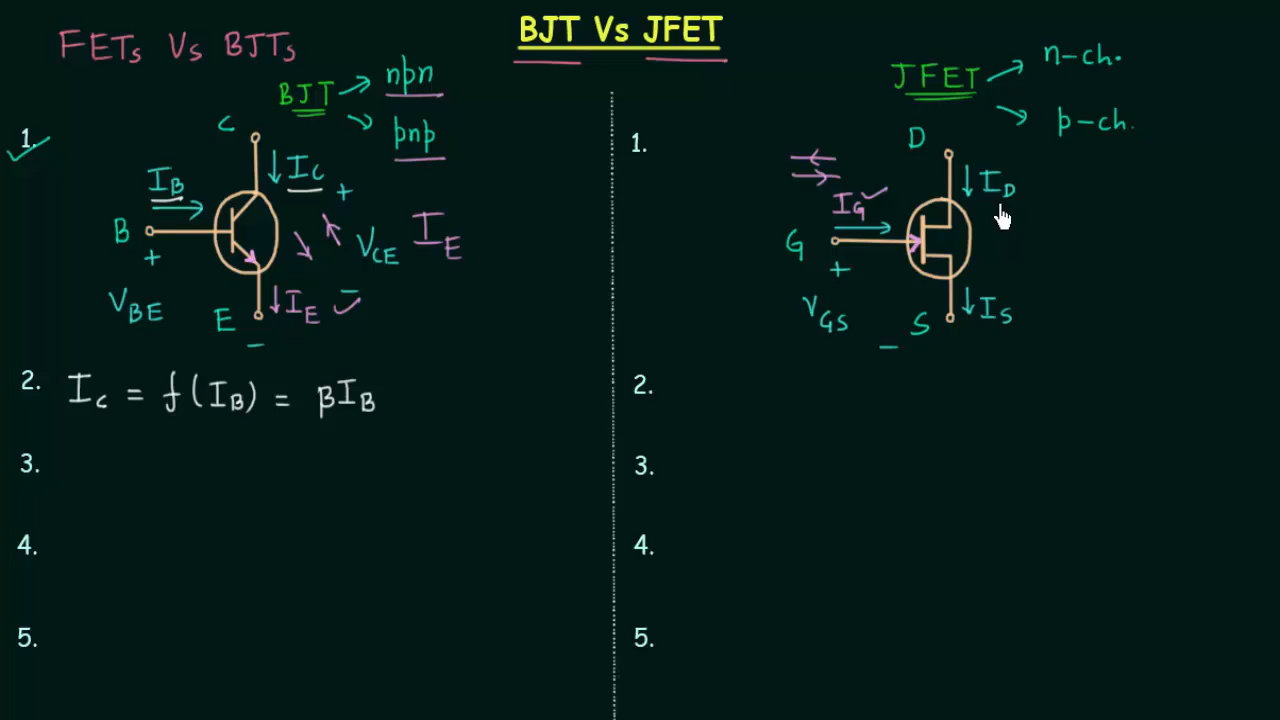 BJT Vs JFET
FETs Vs BJTs
BJT
npn
pnp
1.
C
IB
IC
+
B
+
VBE
VCE
IE
E
IE
–
–
2. IC = f(IB) = βIB
3.
4.
5.
JFET
n-ch.
p-ch.
1.
D
ID
IG
G
+
VGS
S
IS
–
2.
3.
4.
5.